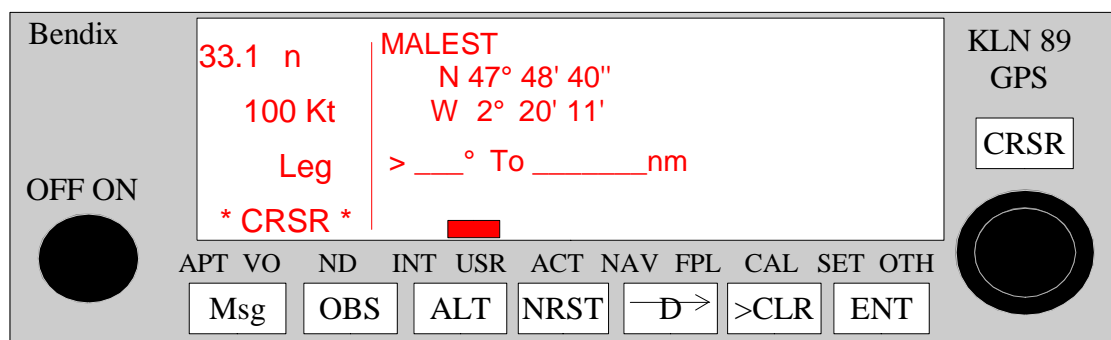 Bendix
KLN 89
GPS
CRSR
OFF ON
33.1 n
100 Kt
Leg
* CRSR *
MALEST
N 47° 48' 40"
W 2° 20' 11'
> ___° To _______nm
APT VO ND INT USR ACT NAV FPL CAL SET OTH
Msg OBS ALT NRST D >CLR ENT